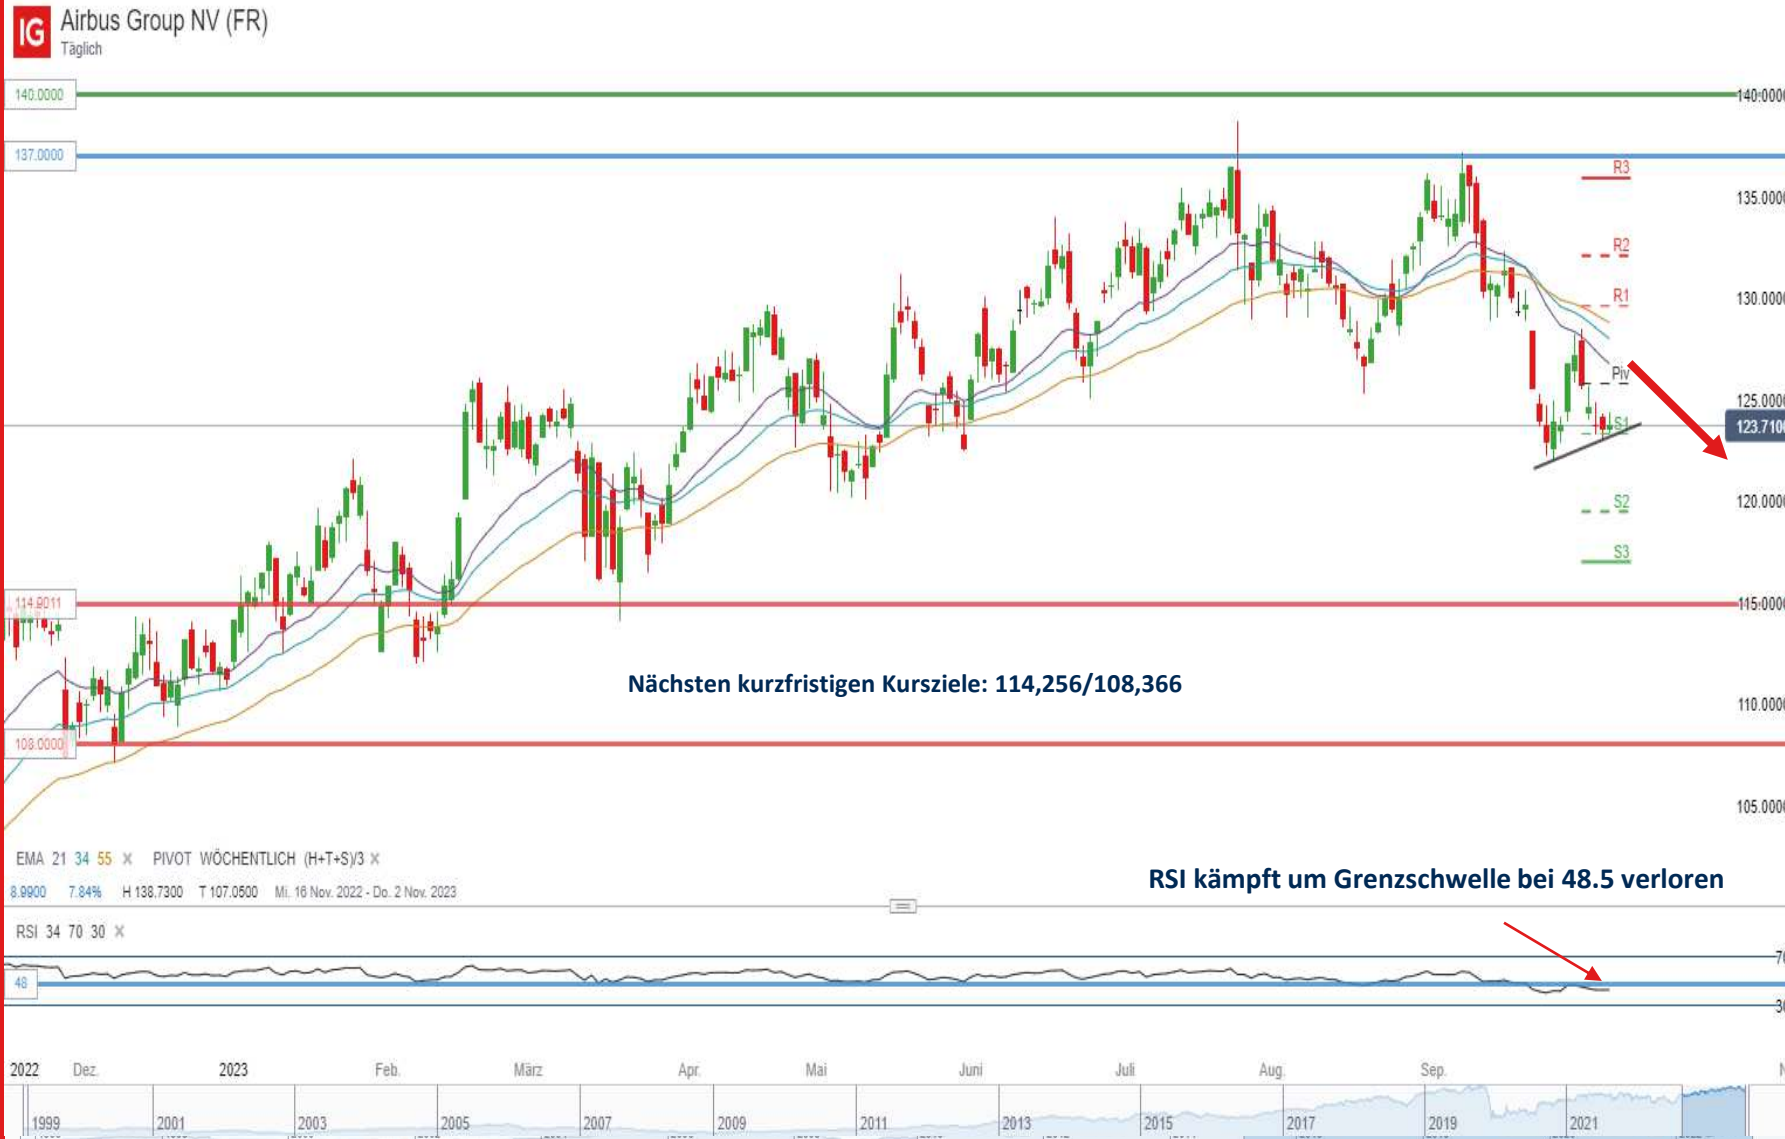 IG
Airbus Group NV (FR)
Täglich
140.0000
140.0000
137.0000
R3
135.0000
R2
R1
130.0000
Piv
125.0000
S1
123.7100
S2
120.0000
S3
114.9011
115.0000
Nächsten kurzfristigen Kursziele: 114,256/108,366
110.0000
108.0000
105.0000
EMA 21 34 55 × PIVOT WÖCHENTLICH (H+T+S)/3 ×
8.9900 7.84% H 138.7300 T 107.0500 Mi. 16 Nov. 2022 - Do. 2 Nov. 2023
RSI kämpft um Grenzschwelle bei 48.5 verloren
RSI 34 70 30 ×
70
48
30
2022 Dez. 2023 Feb. März Apr. Mai Juni Juli Aug. Sep. N
1999 2001 2003 2005 2007 2009 2011 2013 2015 2017 2019 2021